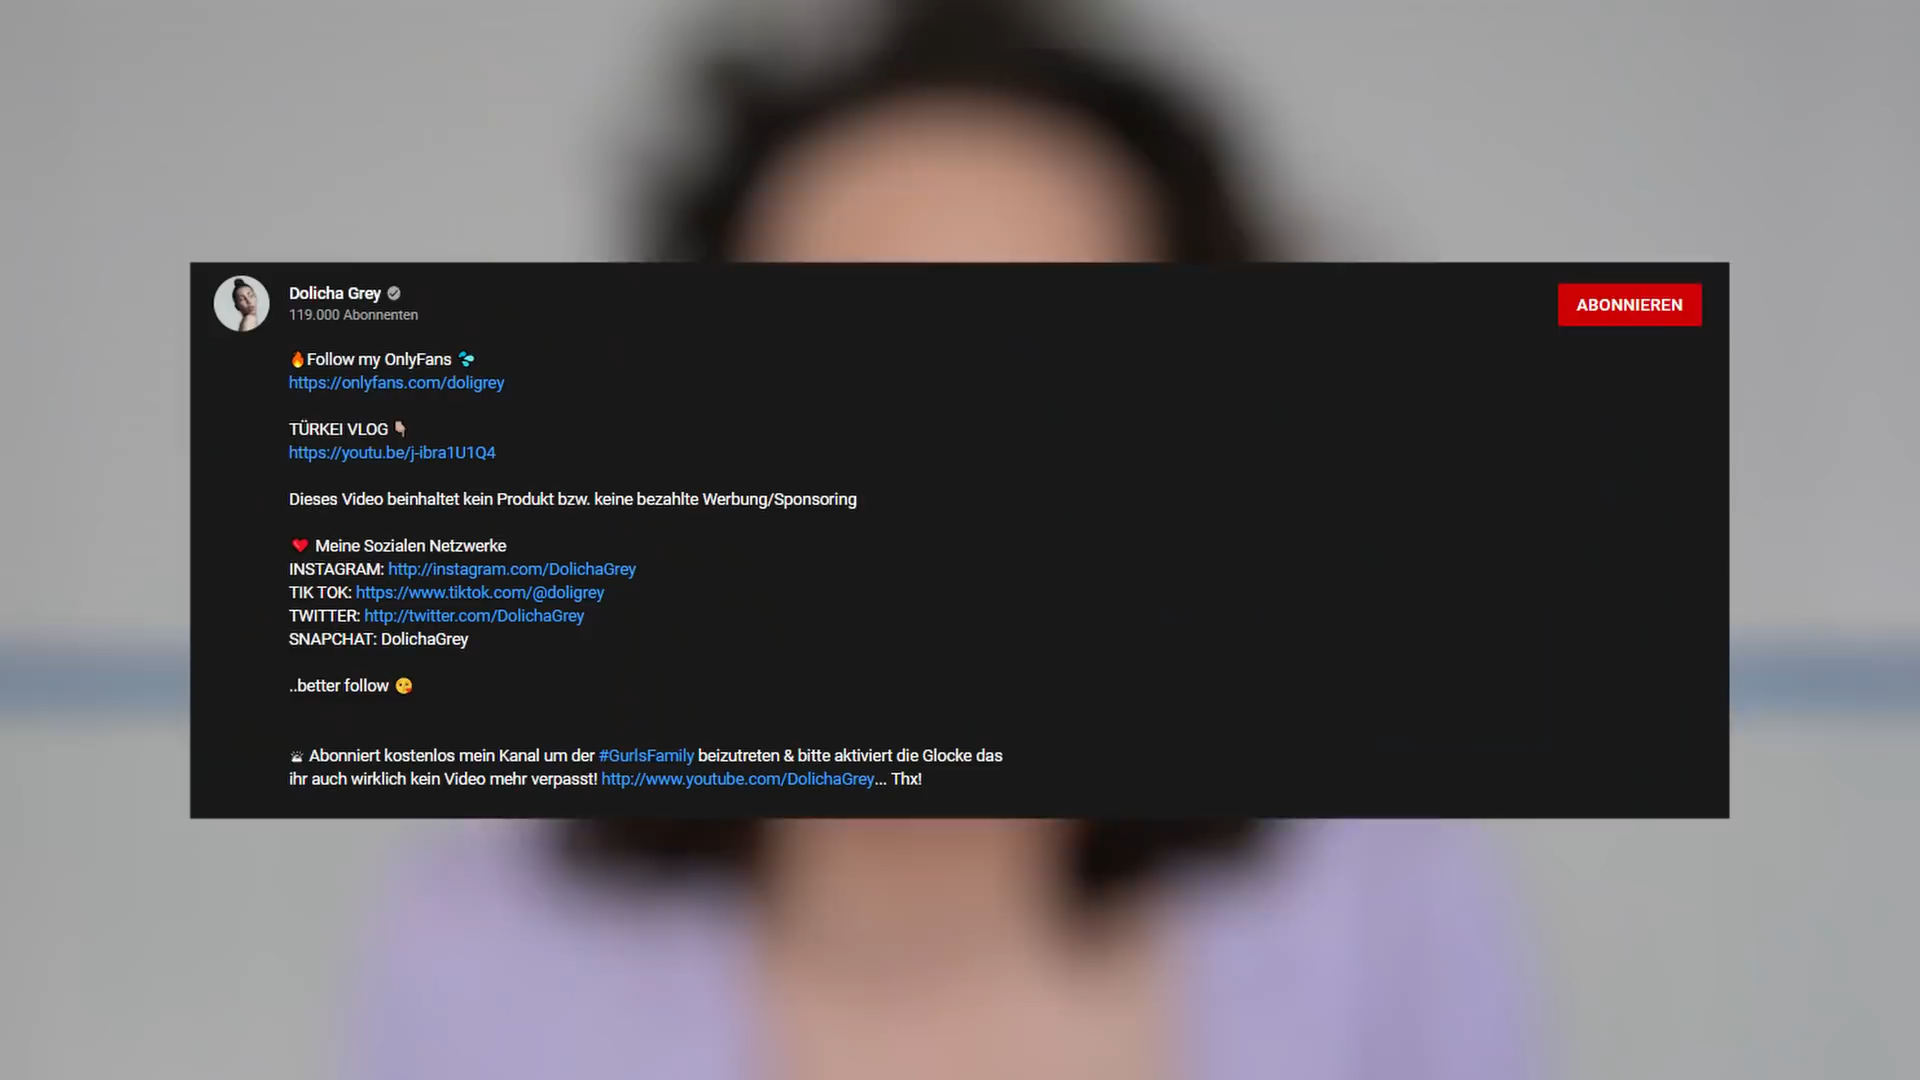 Dolicha Grey
119.000 Abonnenten
ABONNIEREN
🔥Follow my OnlyFans 💦
https://onlyfans.com/doligrey
TÜRKEI VLOG 👇🏽
https://youtu.be/j-ibra1U1Q4
Dieses Video beinhaltet kein Produkt bzw. keine bezahlte Werbung/Sponsoring
❤️ Meine Sozialen Netzwerke
INSTAGRAM: http://instagram.com/DolichaGrey
TIK TOK: https://www.tiktok.com/@doligrey
TWITTER: http://twitter.com/DolichaGrey
SNAPCHAT: DolichaGrey
..better follow 😘
🚨 Abonniert kostenlos mein Kanal um der #GurlsFamily beizutreten & bitte aktiviert die Glocke das
ihr auch wirklich kein Video mehr verpasst! http://www.youtube.com/DolichaGrey... Thx!